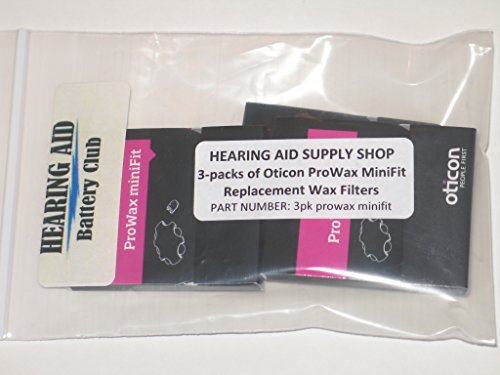 HEARING AID
Battery Club
ProWax miniFit
HEARING AID SUPPLY SHOP
3-packs of Oticon ProWax MiniFit
Replacement Wax Filters
PART NUMBER: 3pk prowax minifit
Pro
oticon
PEOPLE FIRST